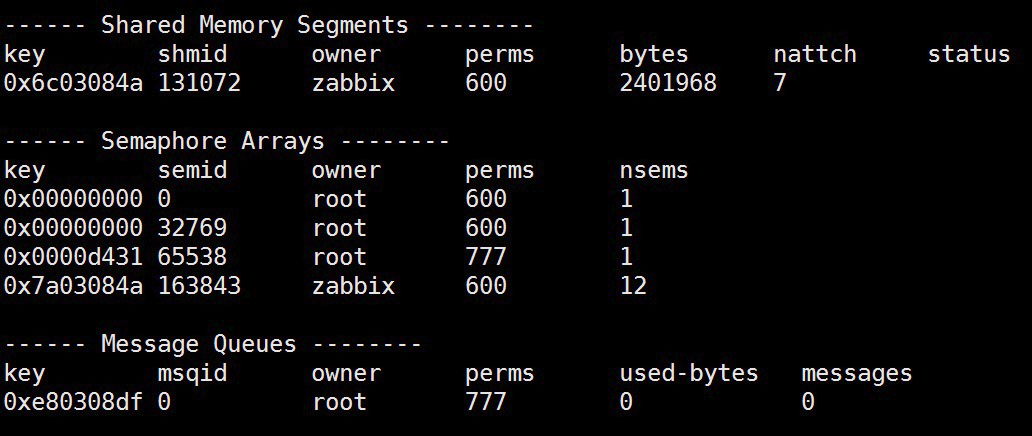 ------ Shared Memory Segments --------
key        shmid      owner      perms      bytes      nattch     status
0x6c03084a 131072     zabbix     600        2401968    7
------ Semaphore Arrays --------
key        semid      owner      perms      nsems
0x00000000 0          root       600        1
0x00000000 32769      root       600        1
0x0000d431 65538      root       777        1
0x7a03084a 163843     zabbix     600        12
------ Message Queues --------
key        msqid      owner      perms      used-bytes   messages
0xe80308df 0          root       777        0            0